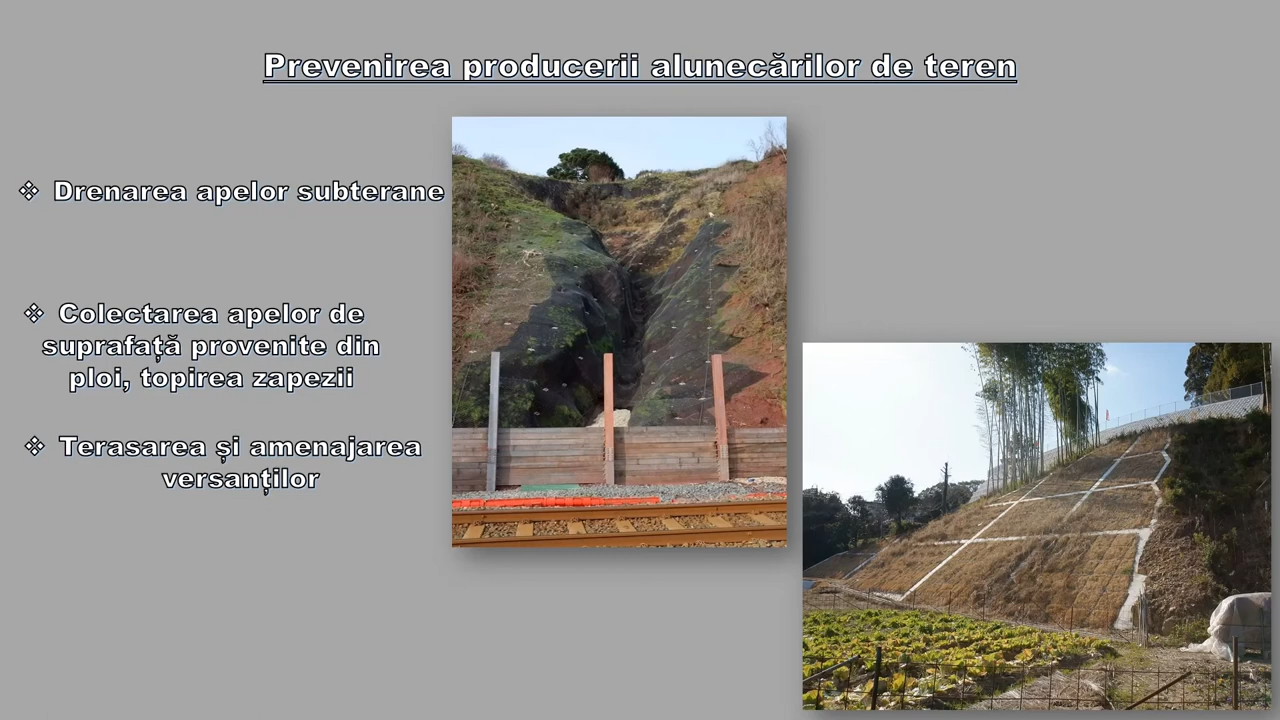 Prevenirea producerii alunecărilor de teren
❖ Drenarea apelor subterane
❖ Colectarea apelor de
suprafață provenite din
ploi, topirea zapezii
❖ Terasarea și amenajarea
versanților